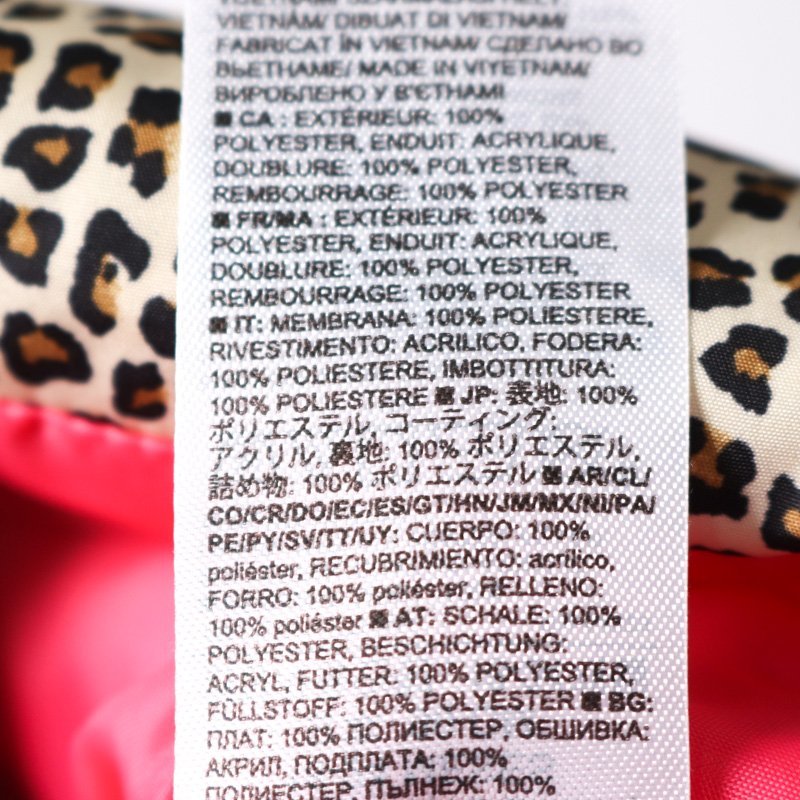 VIETNÁM/ DIBUAT DI VIETNAM/
FABRICAT ÎN VIETNAM/ СДЕЛАНО ВО
ВЬЕТНАМЕ/ MADE IN VIYETNAM/
ВИРОБЛЕНО У В'ЄТНАМІ
CA : EXTÉRIEUR: 100%
POLYESTER, ENDUIT: ACRYLIQUE,
DOUBLURE: 100% POLYESTER,
REMBOURRAGE: 100% POLYESTER
FR/MA : EXTÉRIEUR: 100%
POLYESTER, ENDUIT: ACRYLIQUE,
DOUBLURE: 100% POLYESTER,
REMBOURRAGE: 100% POLYESTER
IT: MEMBRANA: 100% POLIESTERE,
RIVESTIMENTO: ACRILICO, FODERA:
100% POLIESTERE, IMBOTTITURA:
100% POLIESTERE JP: 表地: 100%
ポリエステル, コーティング:
アクリル, 裏地: 100% ポリエステル,
詰め物: 100% ポリエステル AR/CL/
CO/CR/DO/EC/ES/GT/HN/JM/MX/NI/PA/
PE/PY/SV/TT/UY: CUERPO: 100%
poliéster, RECUBRIMIENTO: acrílico,
FORRO: 100% poliéster, RELLENO:
100% poliéster AT: SCHALE: 100%
POLYESTER, BESCHICHTUNG:
ACRYL, FUTTER: 100% POLYESTER,
FÜLLSTOFF: 100% POLYESTER BG:
ПЛАТ: 100% ПОЛИЕСТЕР, ОБШИВКА:
АКРИЛ, ПОДПЛАТА: 100%
ПОЛИЕСТЕР, ПЪЛНЕЖ: 100%